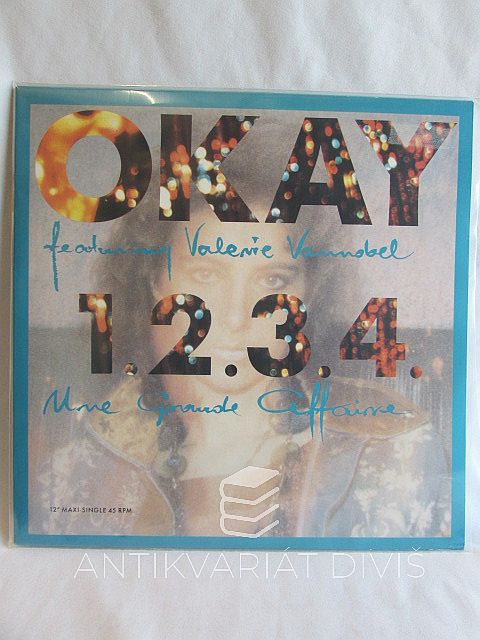 OKAY
featuring Valerie Vannobel
1.2.3.4.
Une Grande Affaire
12" MAXI-SINGLE 45 RPM
ANTIKVARIÁT DIVIŠ